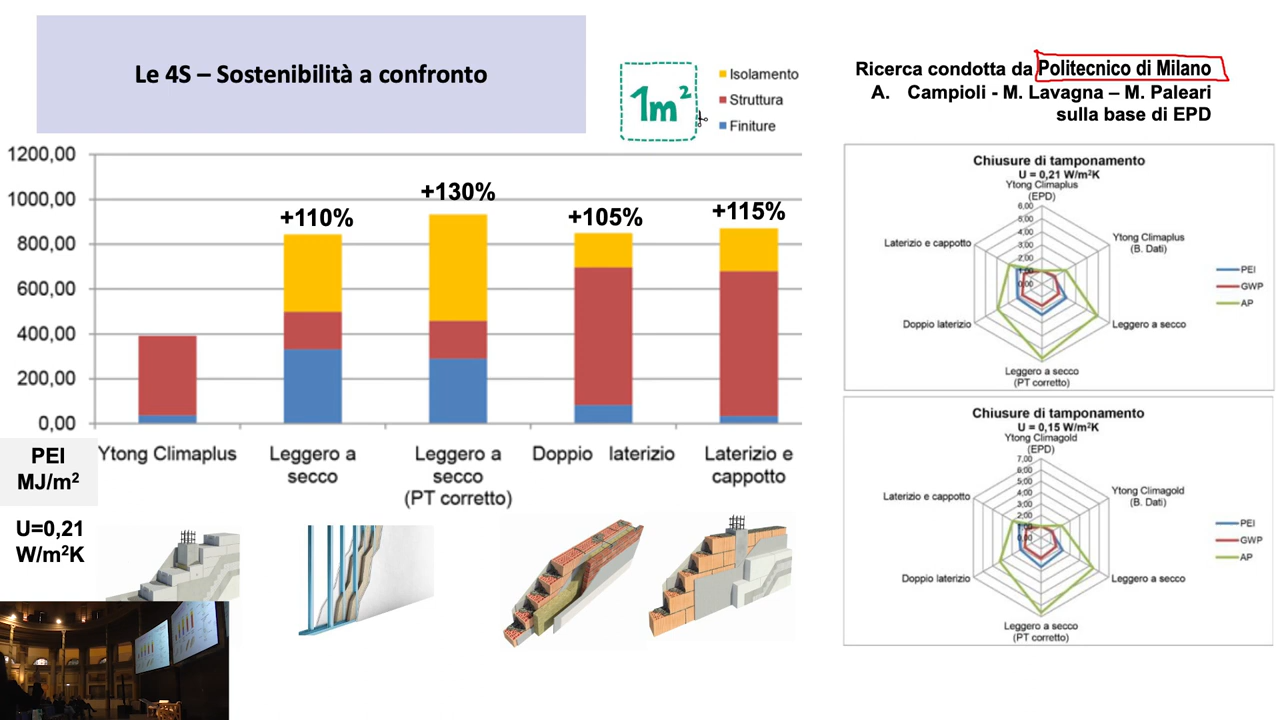 Le 4S – Sostenibilità a confronto
1m²
Isolamento
Struttura
Finiture
Ricerca condotta da Politecnico di Milano
A. Campioli - M. Lavagna – M. Paleari
sulla base di EPD
1200,00
1000,00
800,00
600,00
400,00
200,00
0,00
+110%
+130%
+105%
+115%
Ytong Climaplus
Leggero a
secco
Leggero a
secco
(PT corretto)
Doppio laterizio
Laterizio e
cappotto
PEI
MJ/m²
U=0,21
W/m²K
Chiusure di tamponamento
U = 0,21 W/m²K
Ytong Climaplus
(EPD)
6,00
5,00
4,00
3,00
2,00
1,00
0,00
Ytong Climaplus
(B. Dati)
Leggero a secco
Leggero a secco
(PT corretto)
Doppio laterizio
Laterizio e cappotto
PEI
GWP
AP
Chiusure di tamponamento
U = 0,15 W/m²K
Ytong Climagold
(EPD)
7,00
6,00
5,00
4,00
3,00
2,00
1,00
0,00
Ytong Climagold
(B. Dati)
Leggero a secco
Leggero a secco
(PT corretto)
Doppio laterizio
Laterizio e cappotto
PEI
GWP
AP